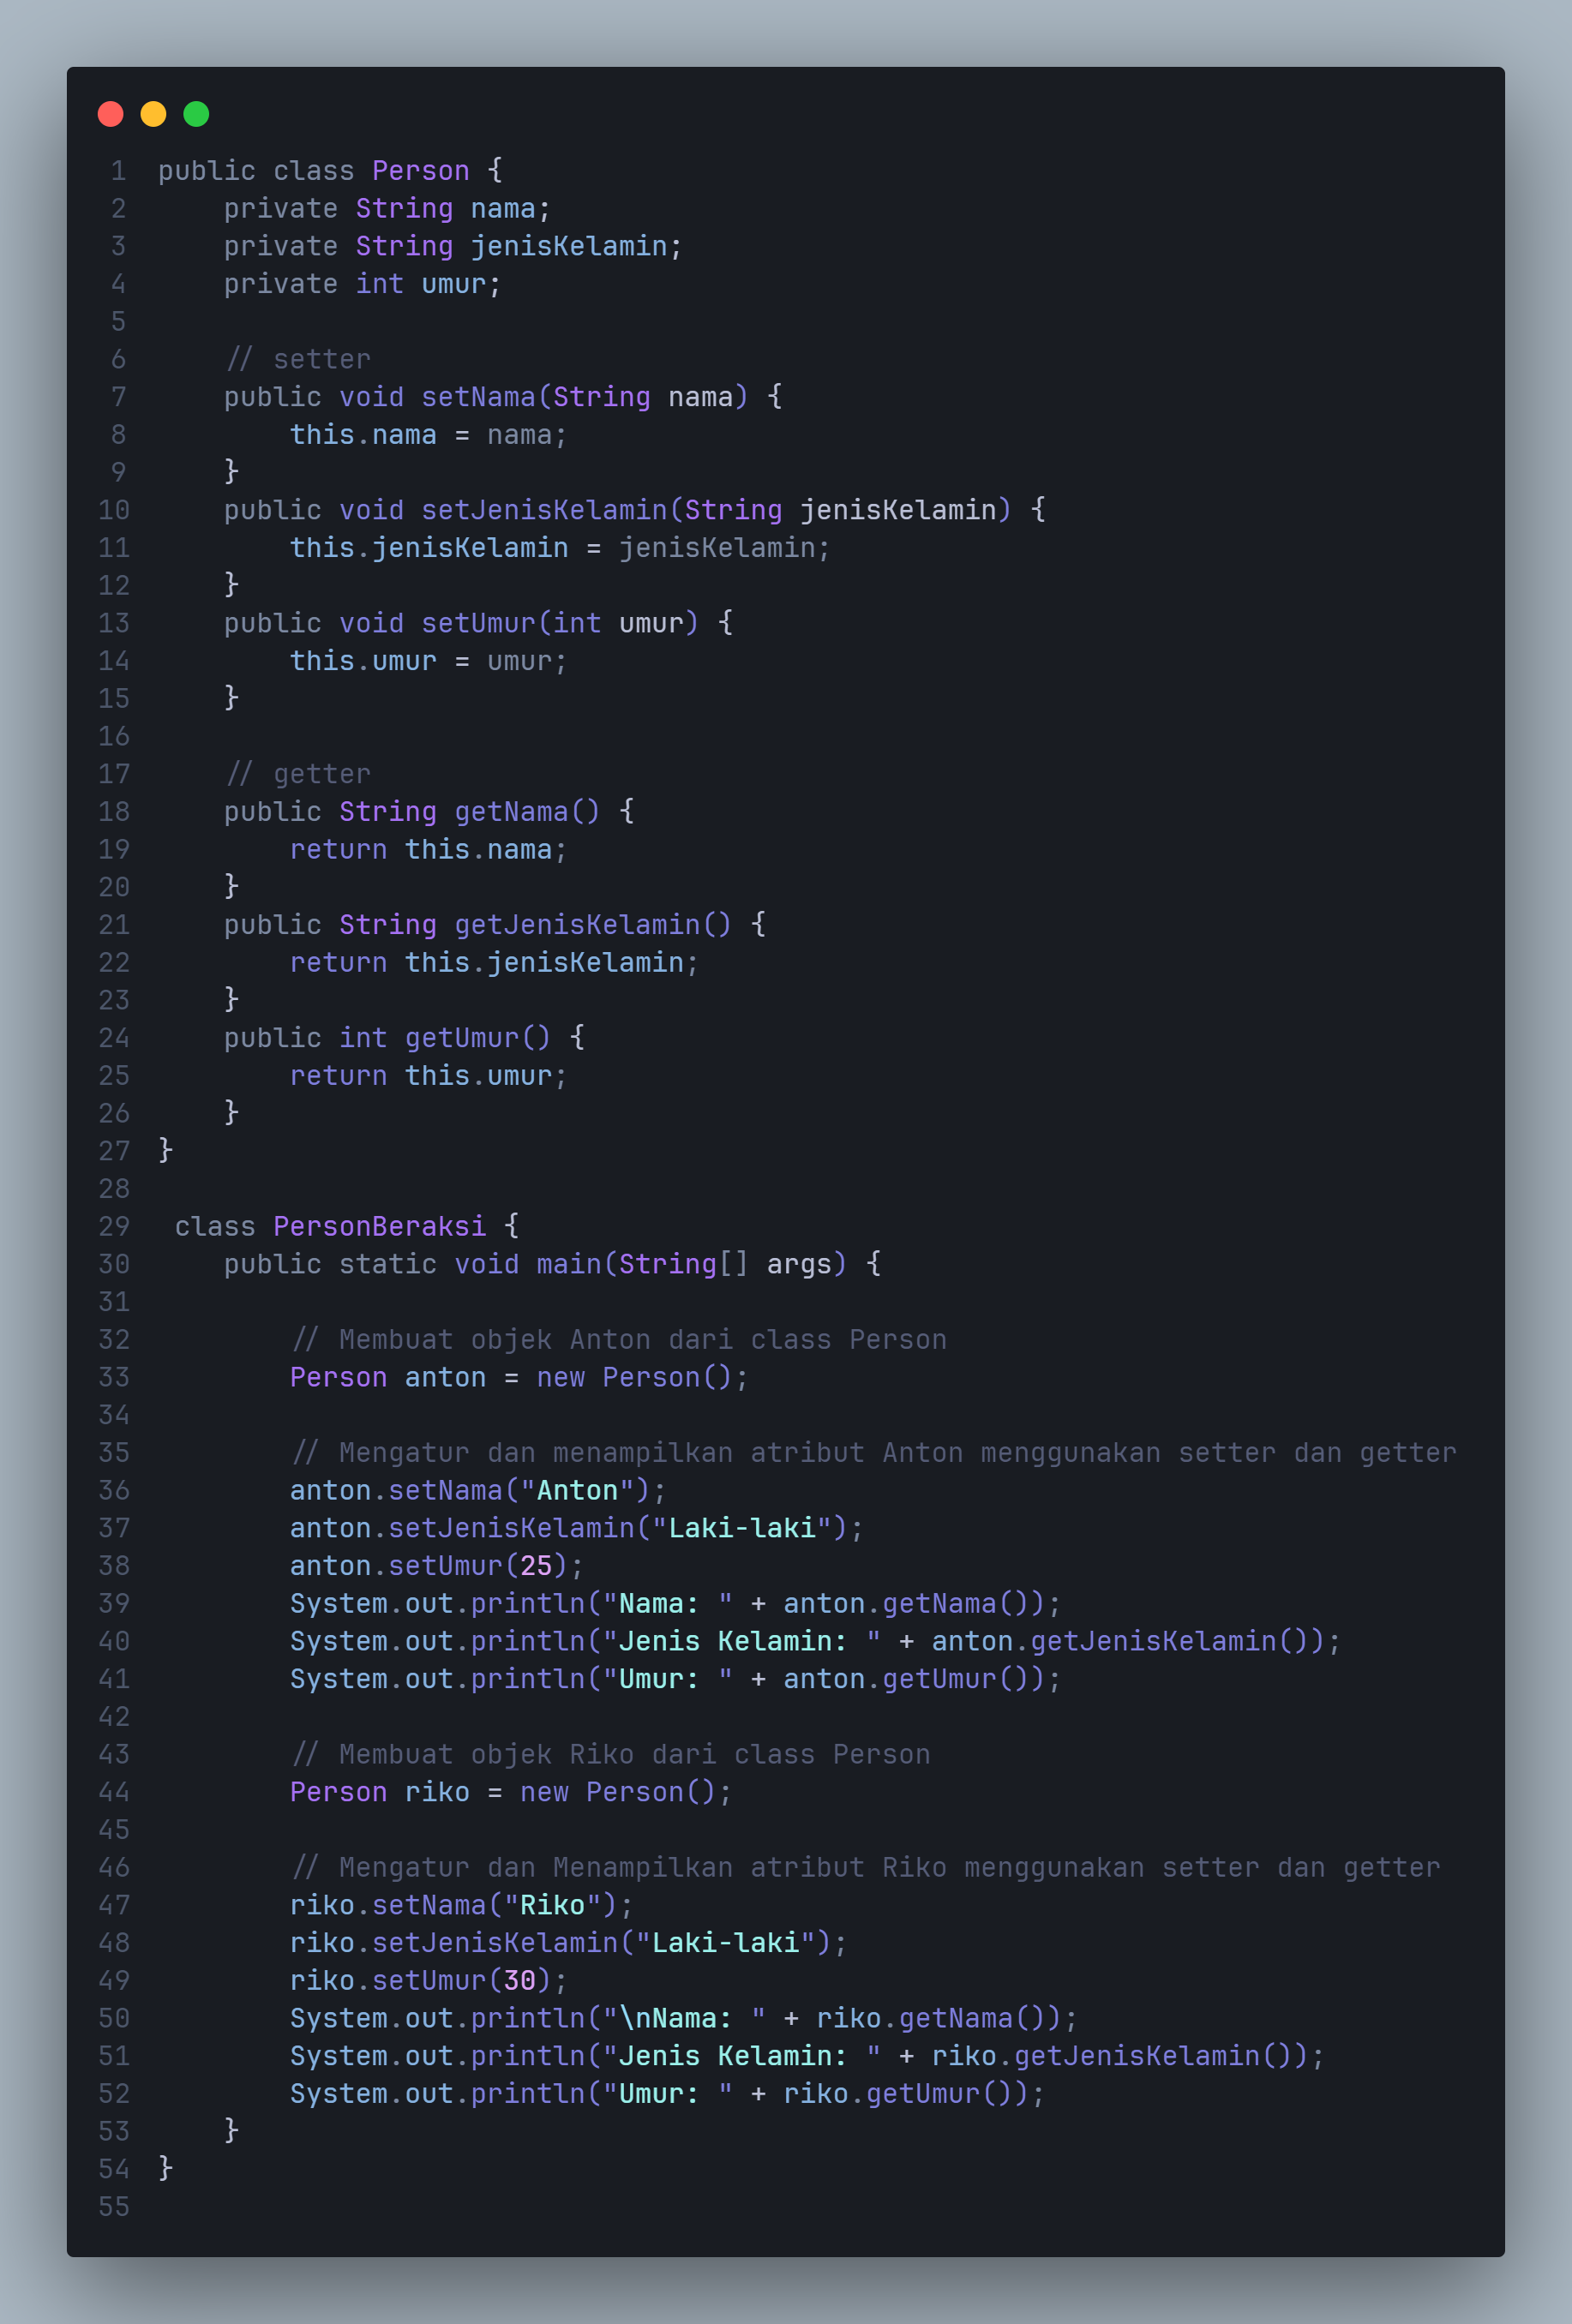 1 public class Person {
2     private String nama;
3     private String jenisKelamin;
4     private int umur;
5
6     // setter
7     public void setNama(String nama) {
8         this.nama = nama;
9     }
10     public void setJenisKelamin(String jenisKelamin) {
11         this.jenisKelamin = jenisKelamin;
12     }
13     public void setUmur(int umur) {
14         this.umur = umur;
15     }
16
17     // getter
18     public String getNama() {
19         return this.nama;
20     }
21     public String getJenisKelamin() {
22         return this.jenisKelamin;
23     }
24     public int getUmur() {
25         return this.umur;
26     }
27 }
28
29  class PersonBeraksi {
30     public static void main(String[] args) {
31
32         // Membuat objek Anton dari class Person
33         Person anton = new Person();
34
35         // Mengatur dan menampilkan atribut Anton menggunakan setter dan getter
36         anton.setNama("Anton");
37         anton.setJenisKelamin("Laki-laki");
38         anton.setUmur(25);
39         System.out.println("Nama: " + anton.getNama());
40         System.out.println("Jenis Kelamin: " + anton.getJenisKelamin());
41         System.out.println("Umur: " + anton.getUmur());
42
43         // Membuat objek Riko dari class Person
44         Person riko = new Person();
45
46         // Mengatur dan Menampilkan atribut Riko menggunakan setter dan getter
47         riko.setNama("Riko");
48         riko.setJenisKelamin("Laki-laki");
49         riko.setUmur(30);
50         System.out.println("\nNama: " + riko.getNama());
51         System.out.println("Jenis Kelamin: " + riko.getJenisKelamin());
52         System.out.println("Umur: " + riko.getUmur());
53     }
54 }
55